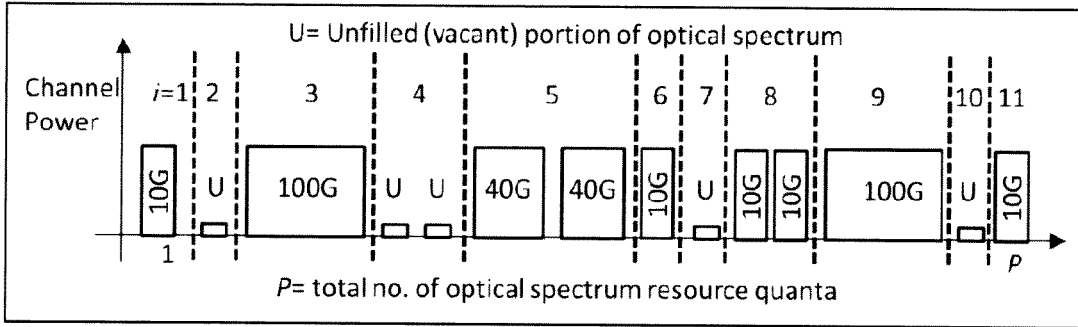 U= Unfilled (vacant) portion of optical spectrum
Channel
Power
i=1 2 3 4 5 6 7 8 9 10 11
10G U 100G U U 40G 40G 10G U 10G 10G 100G U 10G
1 P
P= total no. of optical spectrum resource quanta